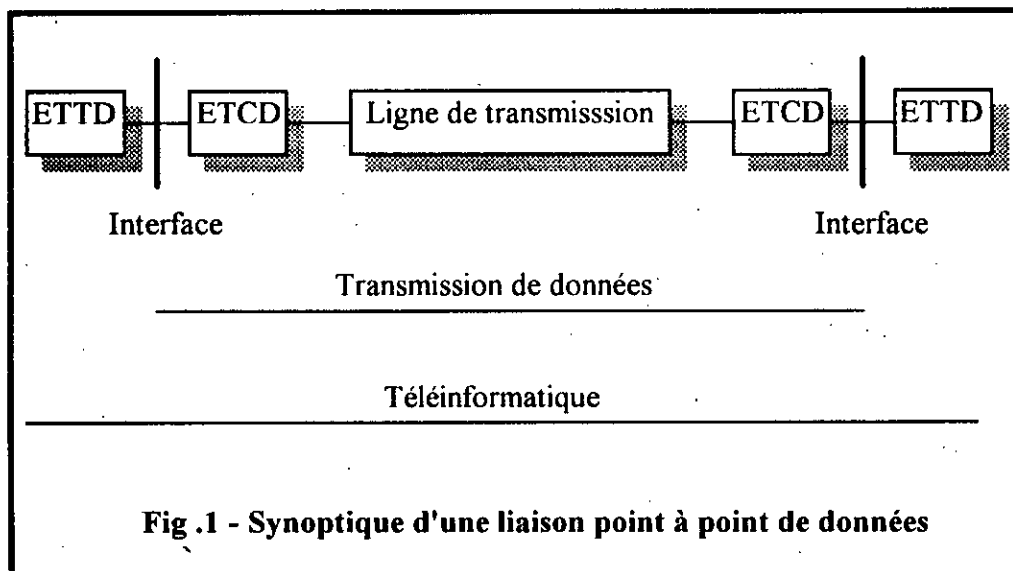 ETTD ETCD Ligne de transmisssion ETCD ETTD
Interface Interface
Transmission de données
Téléinformatique
Fig .1 - Synoptique d'une liaison point à point de données